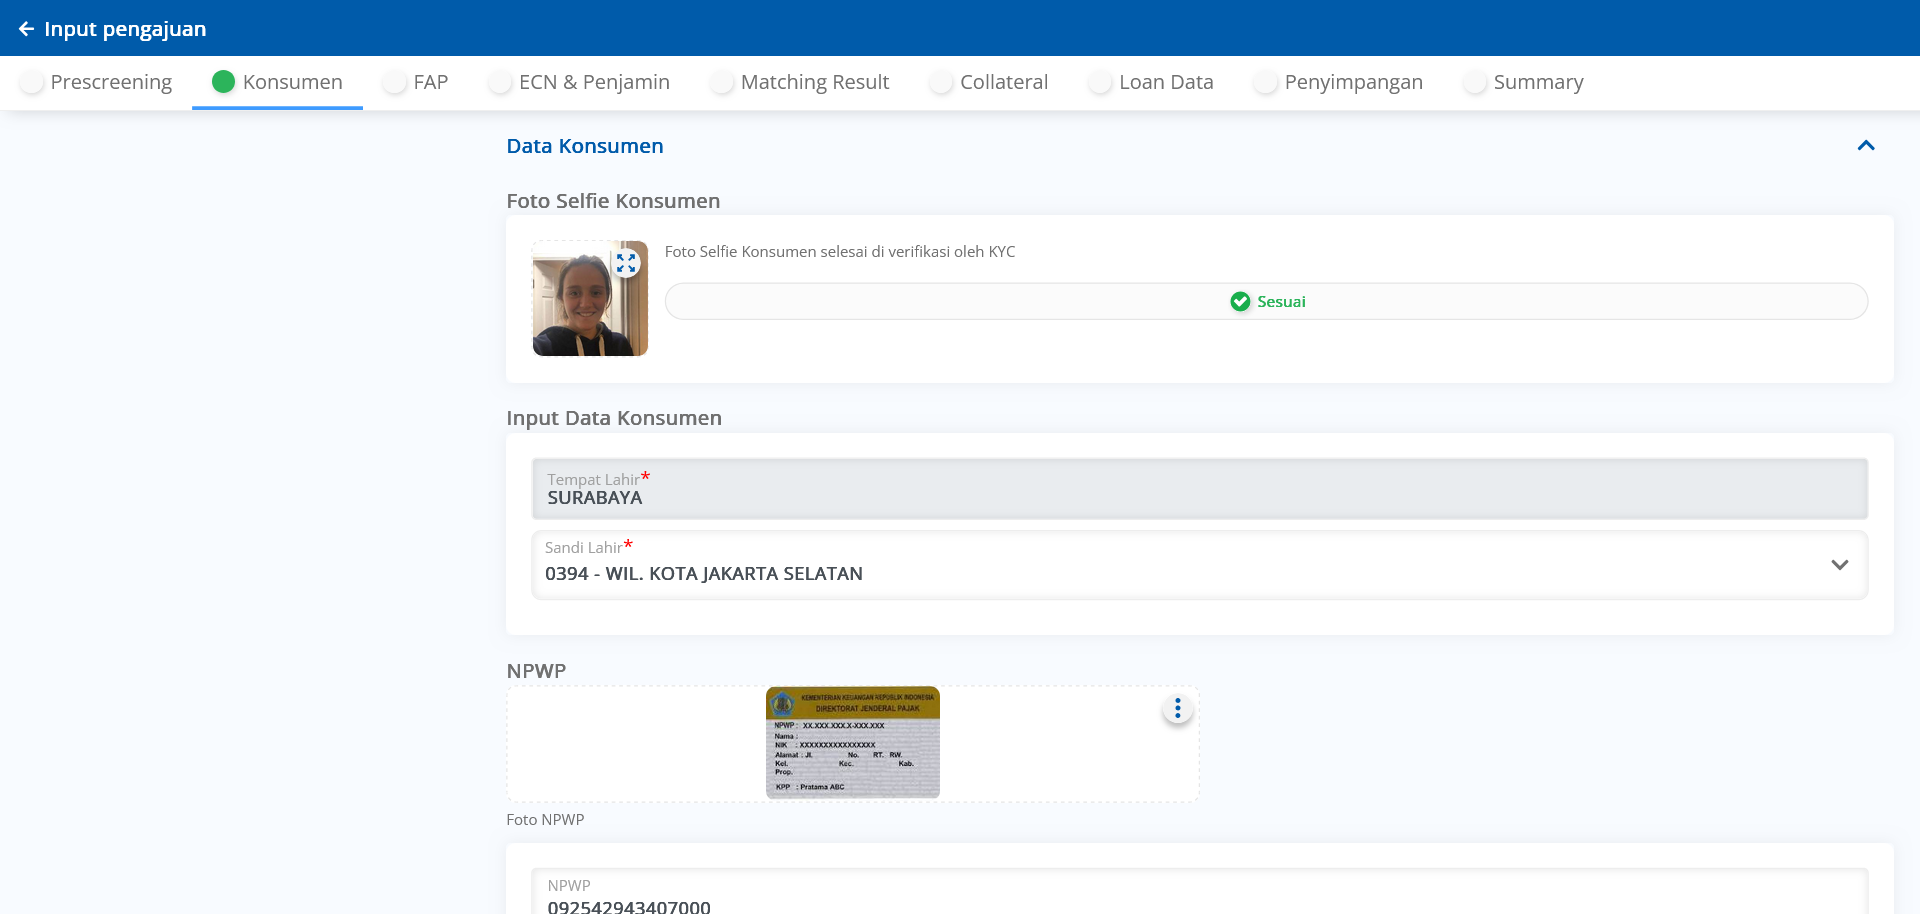 Input pengajuan
Prescreening Konsumen FAP ECN & Penjamin Matching Result Collateral Loan Data Penyimpangan Summary
Data Konsumen
Foto Selfie Konsumen
Foto Selfie Konsumen selesai di verifikasi oleh KYC
Sesuai
Input Data Konsumen
Tempat Lahir*
SURABAYA
Sandi Lahir*
0394 - WIL. KOTA JAKARTA SELATAN
NPWP
KEMENTERIAN KEUANGAN REPUBLIK INDONESIA
DIREKTORAT JENDERAL PAJAK
NPWP : XX.XXX.XXX.X-XXX.XXX
Nama :
NIK : XXXXXXXXXXXXXXXX
Alamat : Jl. No. RT. RW.
Kel. Kec. Kab.
Prop.
KPP : Pratama ABC
Foto NPWP
NPWP
092542943407000